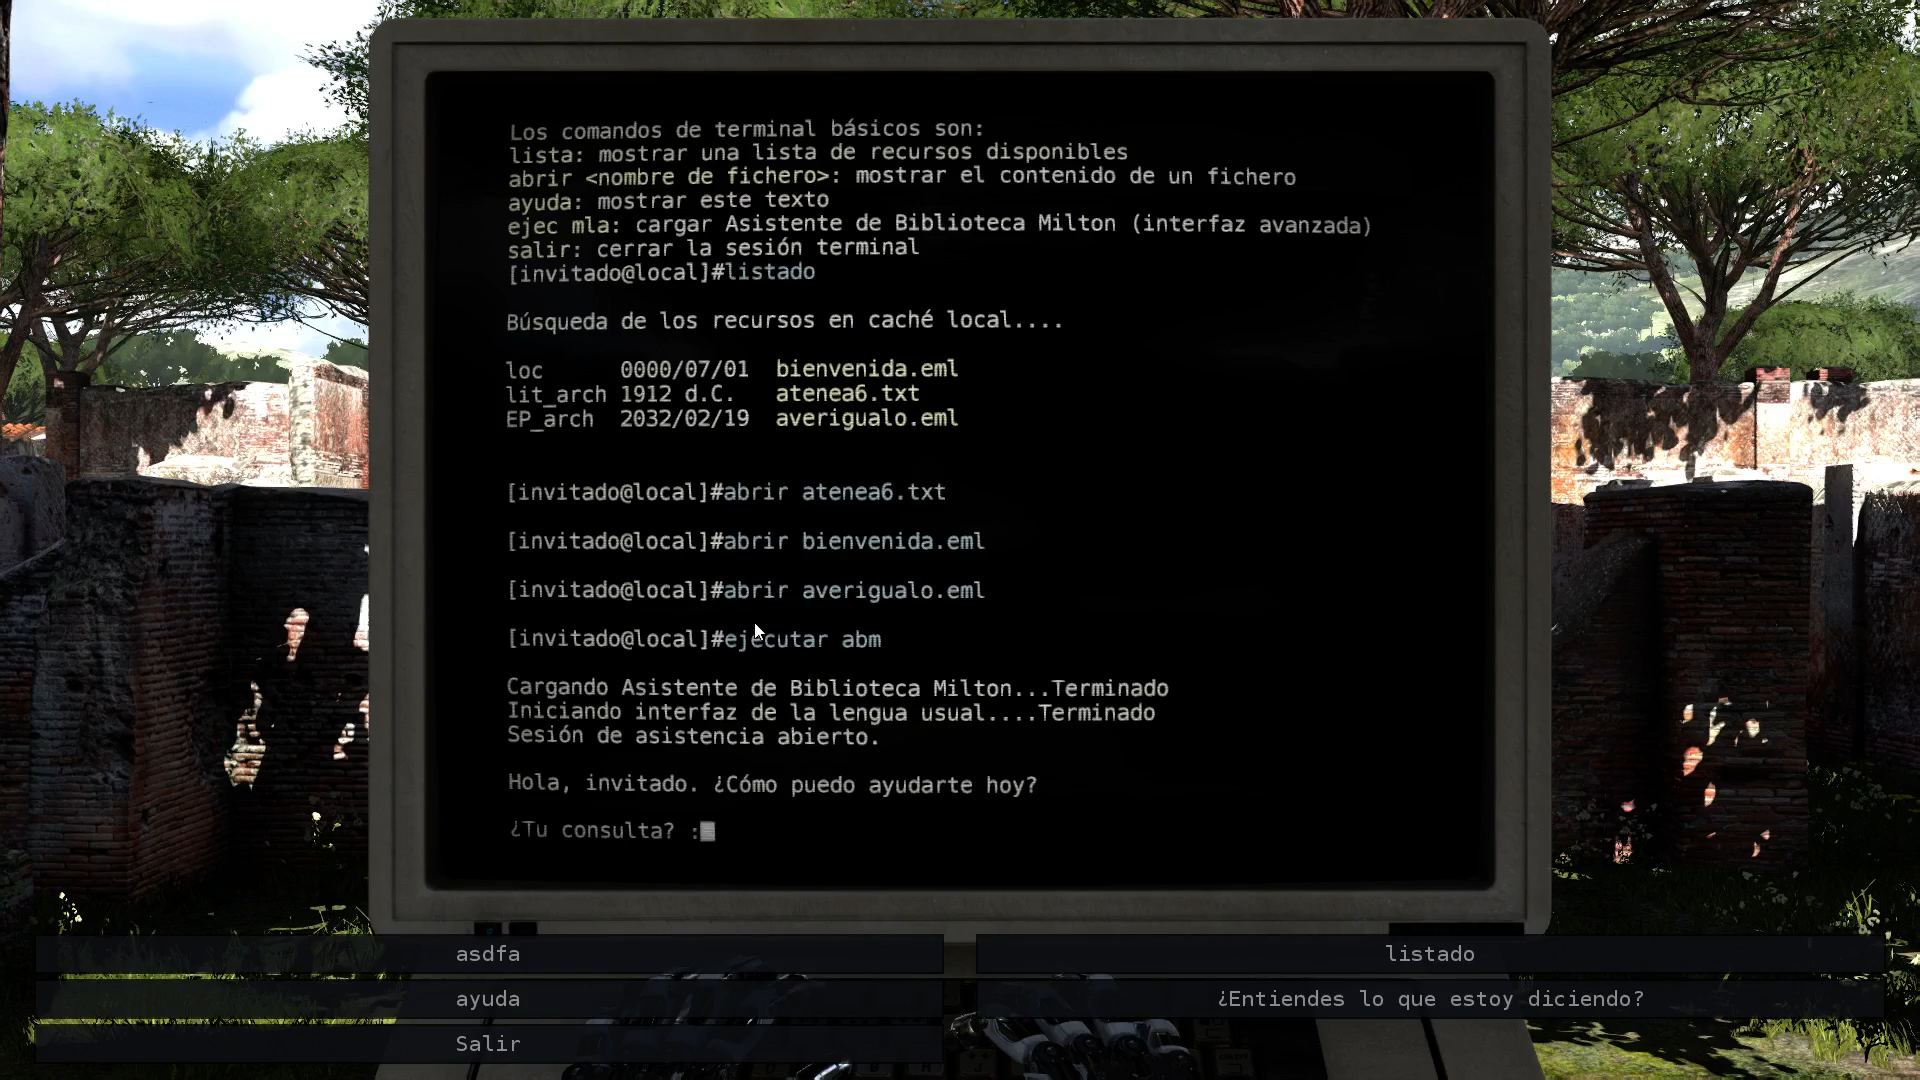 Los comandos de terminal básicos son:
lista: mostrar una lista de recursos disponibles
abrir <nombre de fichero>: mostrar el contenido de un fichero
ayuda: mostrar este texto
ejec mla: cargar Asistente de Biblioteca Milton (interfaz avanzada)
salir: cerrar la sesión terminal
[invitado@local]#listado
Búsqueda de los recursos en caché local....
loc 0000/07/01 bienvenida.eml
lit_arch 1912 d.C. atenea6.txt
EP_arch 2032/02/19 averigualo.eml
[invitado@local]#abrir atenea6.txt
[invitado@local]#abrir bienvenida.eml
[invitado@local]#abrir averigualo.eml
[invitado@local]#ejecutar abm
Cargando Asistente de Biblioteca Milton...Terminado
Iniciando interfaz de la lengua usual....Terminado
Sesión de asistencia abierto.
Hola, invitado. ¿Cómo puedo ayudarte hoy?
¿Tu consulta? :
asdfa
listado
ayuda
¿Entiendes lo que estoy diciendo?
Salir